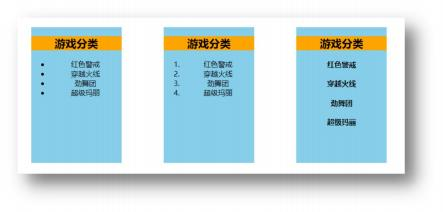 游戏分类
• 红色警戒
• 穿越火线
• 劲舞团
• 超级玛丽
游戏分类
1. 红色警戒
2. 穿越火线
3. 劲舞团
4. 超级玛丽
游戏分类
红色警戒
穿越火线
劲舞团
超级玛丽